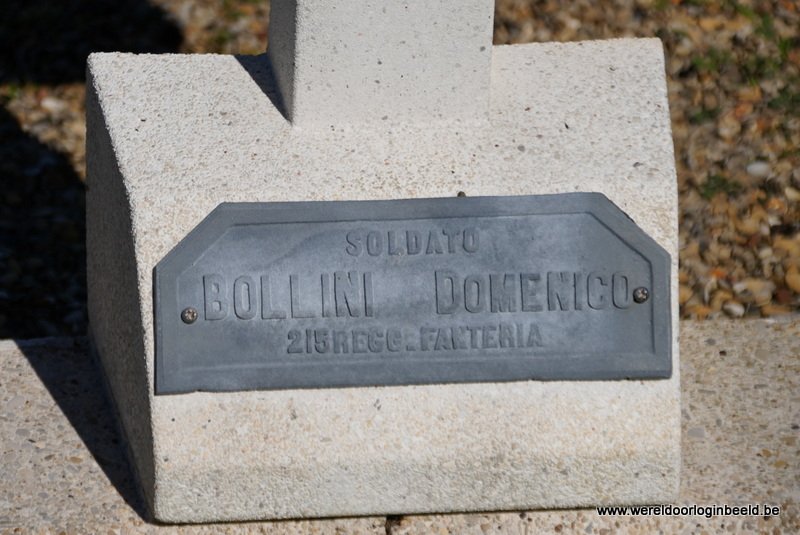 SOLDATO
BOLLINI DOMENICO
215 REGG. FANTERIA
www.wereldoorloginbeeld.be